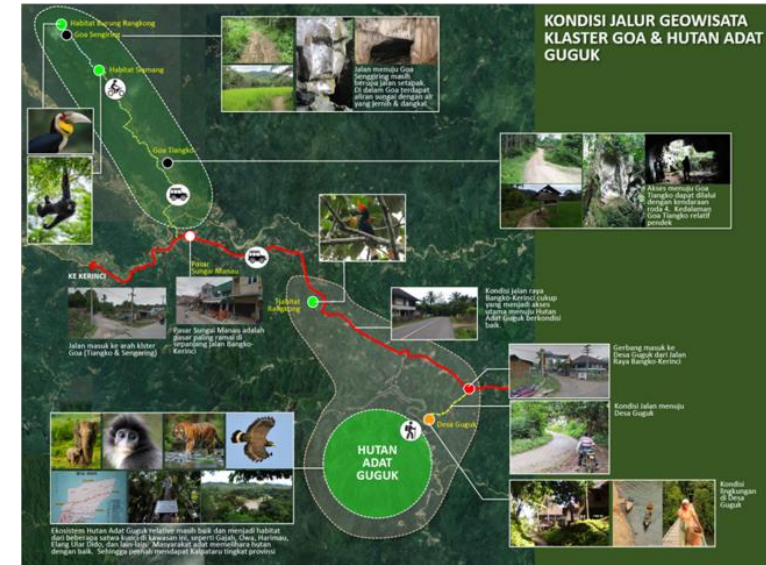 KONDISI JALUR GEOWISATA
KLASTER GOA & HUTAN ADAT
GUGUK
Habitat Burung Rangkong
Goa Sengiring
Habitat Siamang
Jalan menuju Goa
Senggiring masih
berupa jalan setapak.
Di dalam Goa terdapat
aliran sungai dengan air
yang jernih & dangkal
Goa Tiangko
Akses menuju Goa
Tiangko dapat dilalui
dengan kendaraan
roda 4. Kedalaman
Goa Tiangko relatif
pendek
KE KERINCI
Pasar
Sungai Manau
Jalan masuk ke arah
Goa (Tiangko & Sengiring)
Pasar Sungai Manau adalah
pasar paling ramai di
sepanjang jalan Bangko-
Kerinci
Habitat
Kondisi jalan raya
Bangko-Kerinci cukup
yang menjadi akses
utama menuju Hutan
Adat Guguk berkondisi
baik.
Gerbang masuk ke
Desa Guguk dari Jalan
Raya Bangko-Kerinci
Kondisi Jalan menuju
Desa Guguk
Desa Guguk
HUTAN
ADAT
GUGUK
Kondisi
lingkungan
di Desa
Guguk
Ekosistem Hutan Adat Guguk relative masih baik dan menjadi habitat
dari beberapa satwa kunci di kawasan ini, seperti Gajah, Owa, Harimau,
Elang Ular Bido, dan lain-lain. Masyarakat adat memelihara hutan
dengan baik. Sehingga pernah mendapat Kalpataru tingkat provinsi